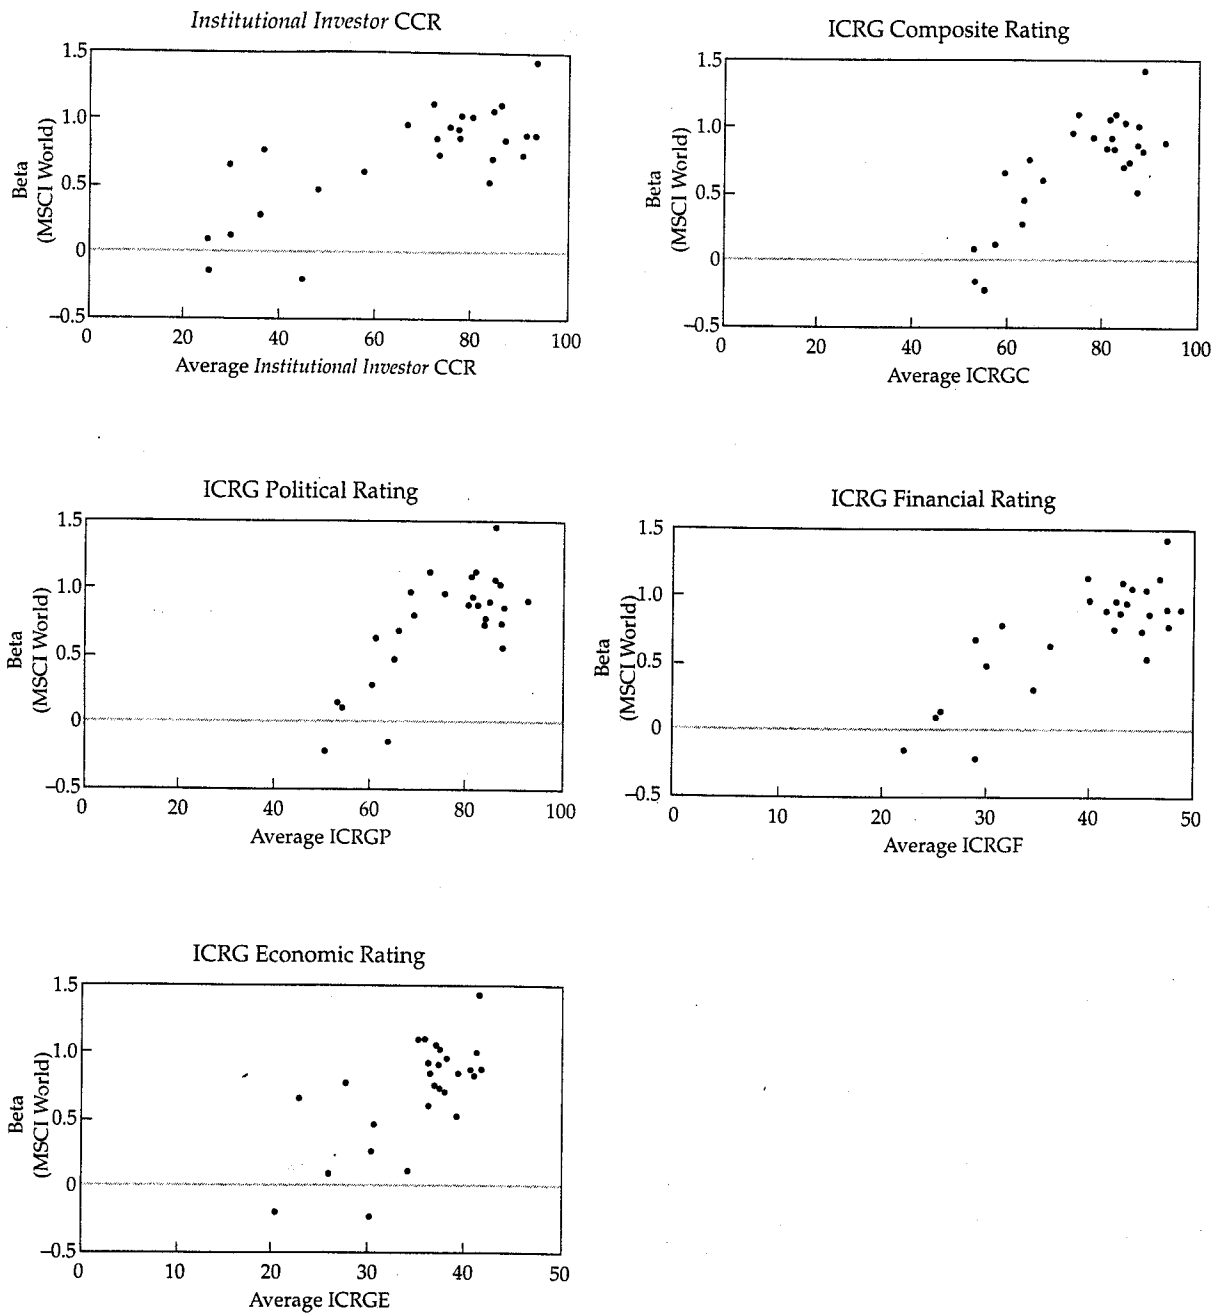 Institutional Investor CCR
1.5
1.0
0.5
0
–0.5
Beta
(MSCI World)
0 20 40 60 80 100
Average Institutional Investor CCR
ICRG Composite Rating
1.5
1.0
0.5
0
–0.5
Beta
(MSCI World)
0 20 40 60 80 100
Average ICRGC
ICRG Political Rating
1.5
1.0
0.5
0
–0.5
Beta
(MSCI World)
0 20 40 60 80 100
Average ICRGP
ICRG Financial Rating
1.5
1.0
0.5
0
–0.5
Beta
(MSCI World)
0 10 20 30 40 50
Average ICRGF
ICRG Economic Rating
1.5
1.0
0.5
0
–0.5
Beta
(MSCI World)
0 10 20 30 40 50
Average ICRGE